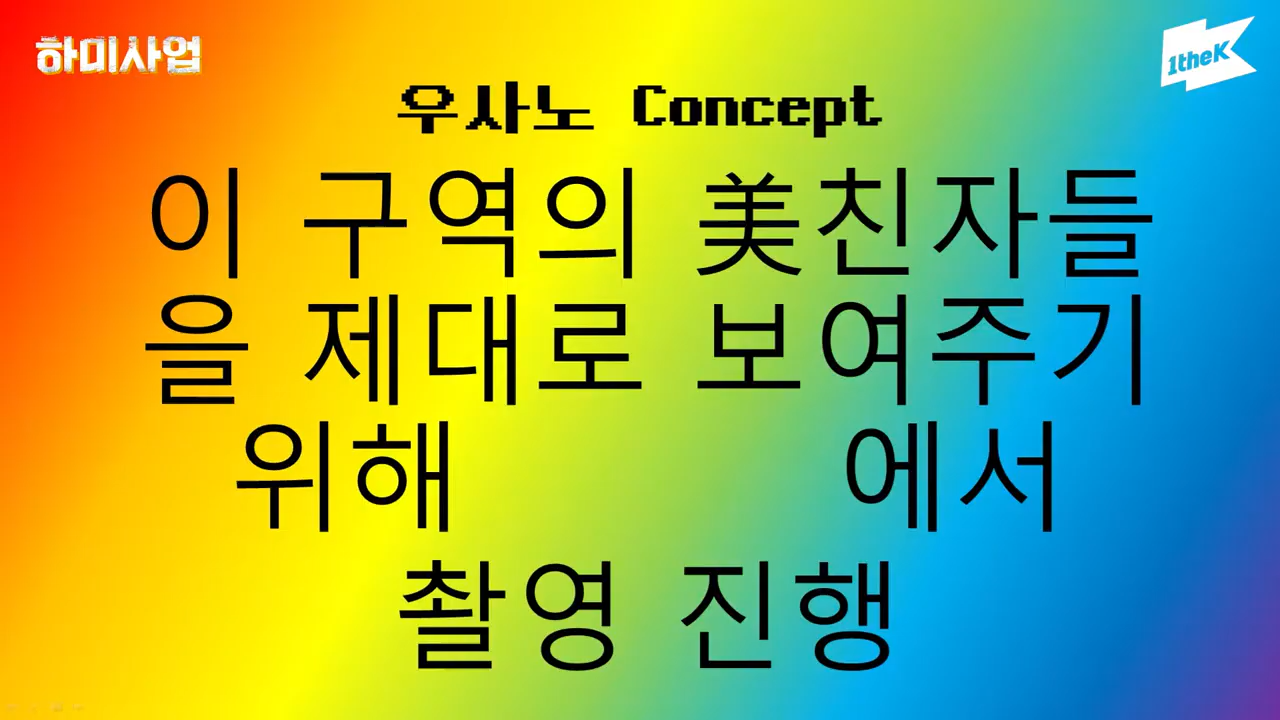 하미사업
1theK
우사노 Concept
이 구역의 美친자들
을 제대로 보여주기
위해 에서
촬영 진행